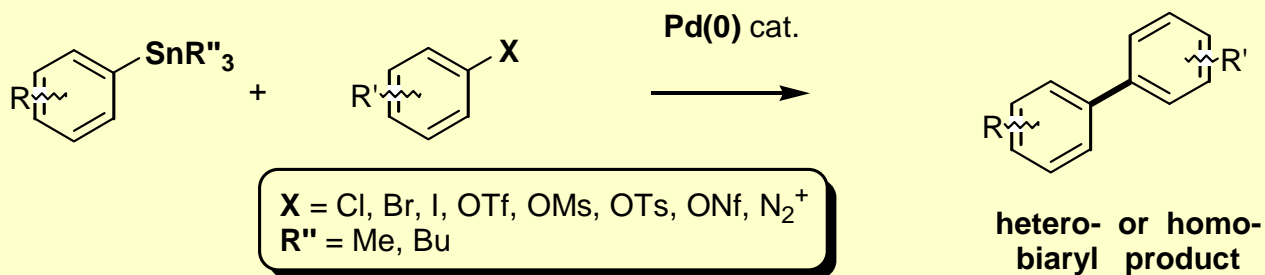 SnR"₃
R
+
R'
X
Pd(0) cat.
R
R'
X = Cl, Br, I, OTf, OMs, OTs, ONf, N₂⁺
R" = Me, Bu
hetero- or homo-
biaryl product